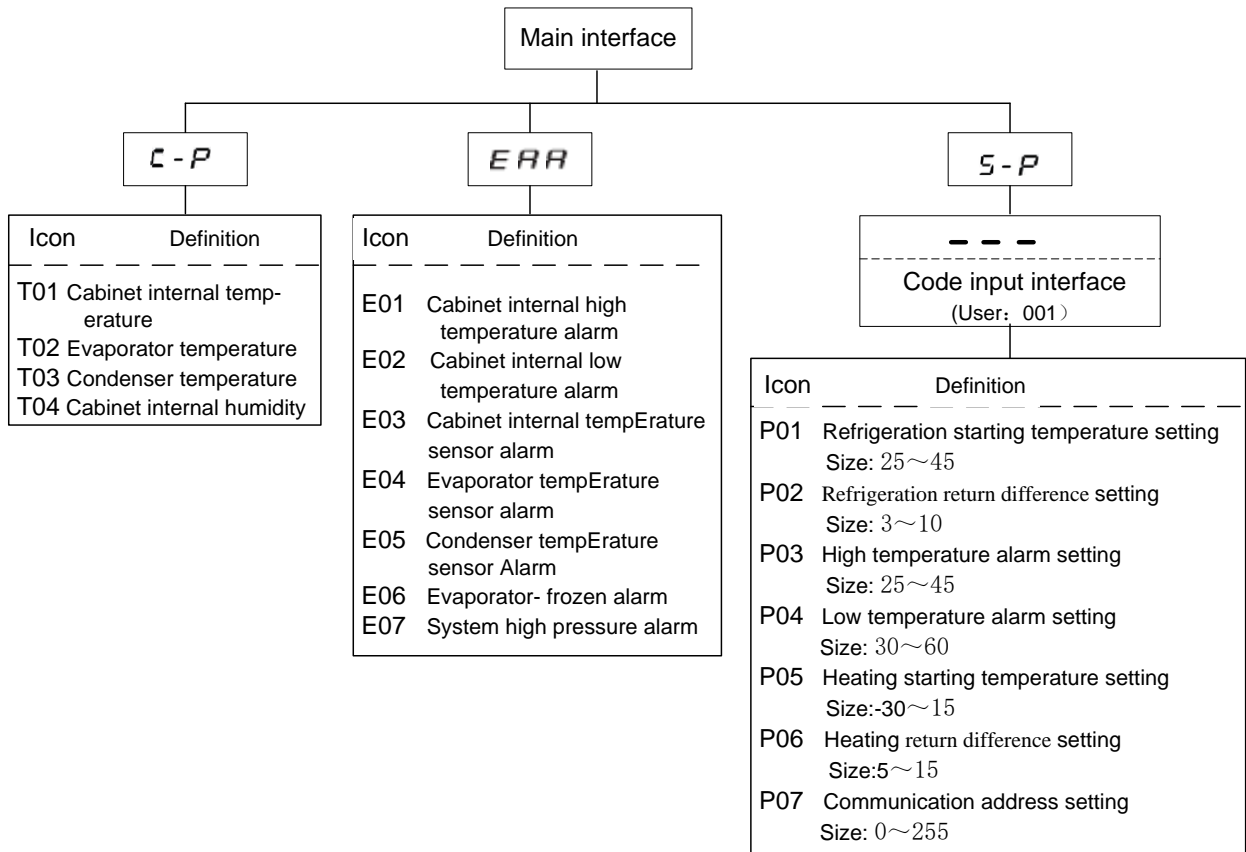 Main interface
C-P
EAA
S-P
Icon Definition
T01 Cabinet internal temp-
erature
T02 Evaporator temperature
T03 Condenser temperature
T04 Cabinet internal humidity
Icon Definition
E01 Cabinet internal high
temperature alarm
E02 Cabinet internal low
temperature alarm
E03 Cabinet internal tempErature
sensor alarm
E04 Evaporator tempErature
sensor alarm
E05 Condenser tempErature
sensor Alarm
E06 Evaporator- frozen alarm
E07 System high pressure alarm
– – –
Code input interface
(User：001）
Icon Definition
P01 Refrigeration starting temperature setting
Size: 25～45
P02 Refrigeration return difference setting
Size: 3～10
P03 High temperature alarm setting
Size: 25～45
P04 Low temperature alarm setting
Size: 30～60
P05 Heating starting temperature setting
Size:-30～15
P06 Heating return difference setting
Size:5～15
P07 Communication address setting
Size: 0～255